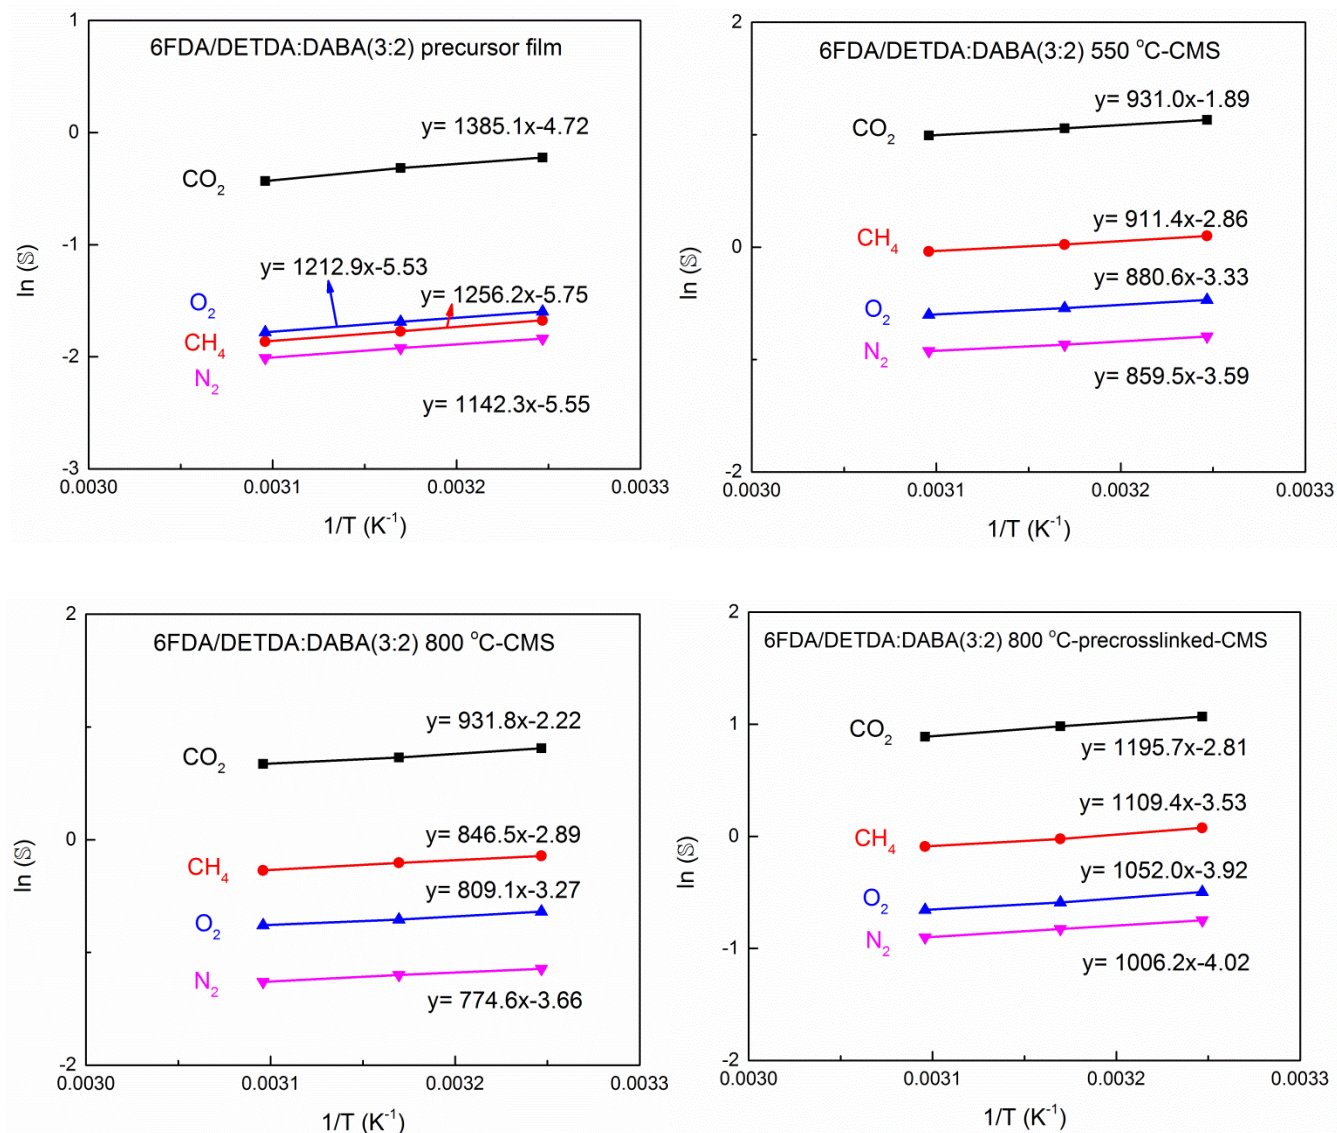 6FDA/DETDA:DABA(3:2) precursor film
y= 1385.1x-4.72
CO2
y= 1212.9x-5.53
y= 1256.2x-5.75
O2
CH4
N2
y= 1142.3x-5.55
0
-1
-2
-3
ln (𝕊)
0.0030
0.0031
0.0032
0.0033
1/T (K-1)
6FDA/DETDA:DABA(3:2) 550 oC-CMS
y= 931.0x-1.89
CO2
y= 911.4x-2.86
CH4
y= 880.6x-3.33
O2
N2
y= 859.5x-3.59
2
1
0
-1
-2
ln (𝕊)
0.0030
0.0031
0.0032
0.0033
1/T (K-1)
6FDA/DETDA:DABA(3:2) 800 oC-CMS
y= 931.8x-2.22
CO2
y= 846.5x-2.89
CH4
y= 809.1x-3.27
O2
N2
y= 774.6x-3.66
2
0
-2
ln (𝕊)
0.0030
0.0031
0.0032
0.0033
1/T (K-1)
6FDA/DETDA:DABA(3:2) 800 oC-precrosslinked-CMS
CO2
y= 1195.7x-2.81
y= 1109.4x-3.53
CH4
y= 1052.0x-3.92
O2
N2
y= 1006.2x-4.02
2
1
0
-1
-2
ln (𝕊)
0.0030
0.0031
0.0032
0.0033
1/T (K-1)